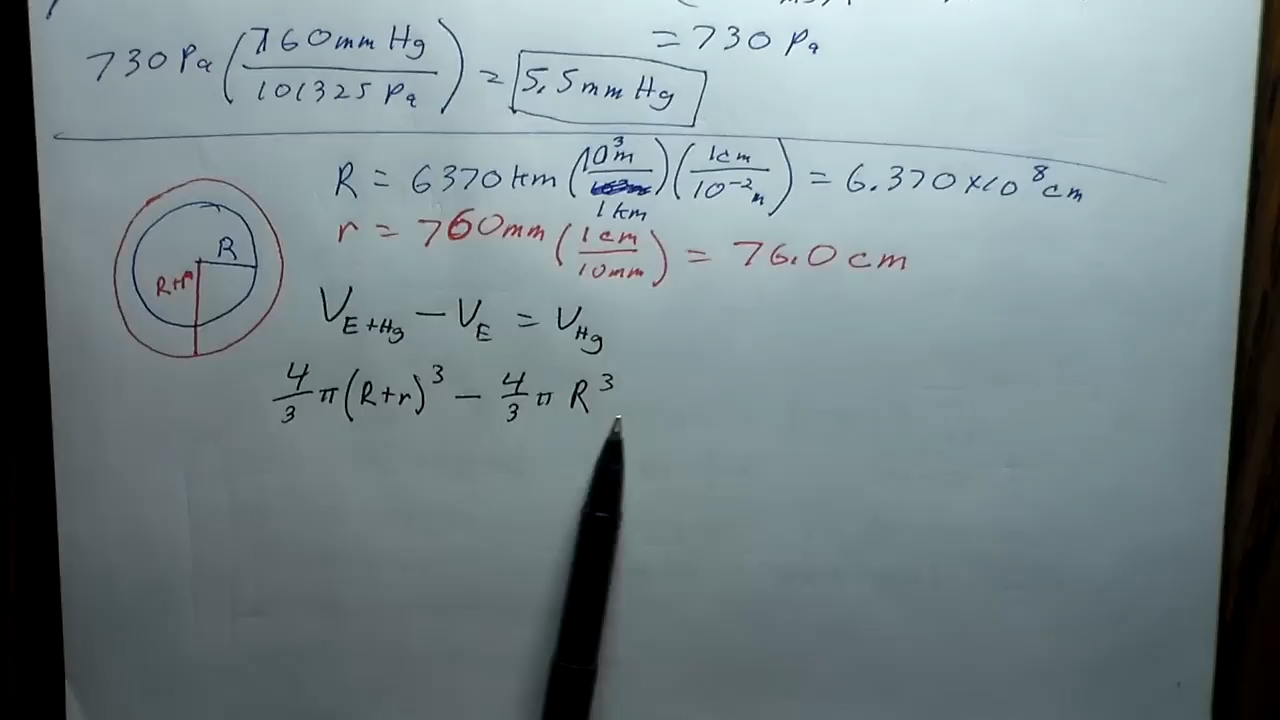 = 730 Pa
730 Pa (760 mm Hg / 101325 Pa) = 5.5 mm Hg
R = 6370 km (10³ m / 1 km) (1 cm / 10⁻² m) = 6.370 × 10⁸ cm
r = 760 mm (1 cm / 10 mm) = 76.0 cm
R
R+r
V_E+Hg − V_E = V_Hg
4/3 π (R+r)³ − 4/3 π R³